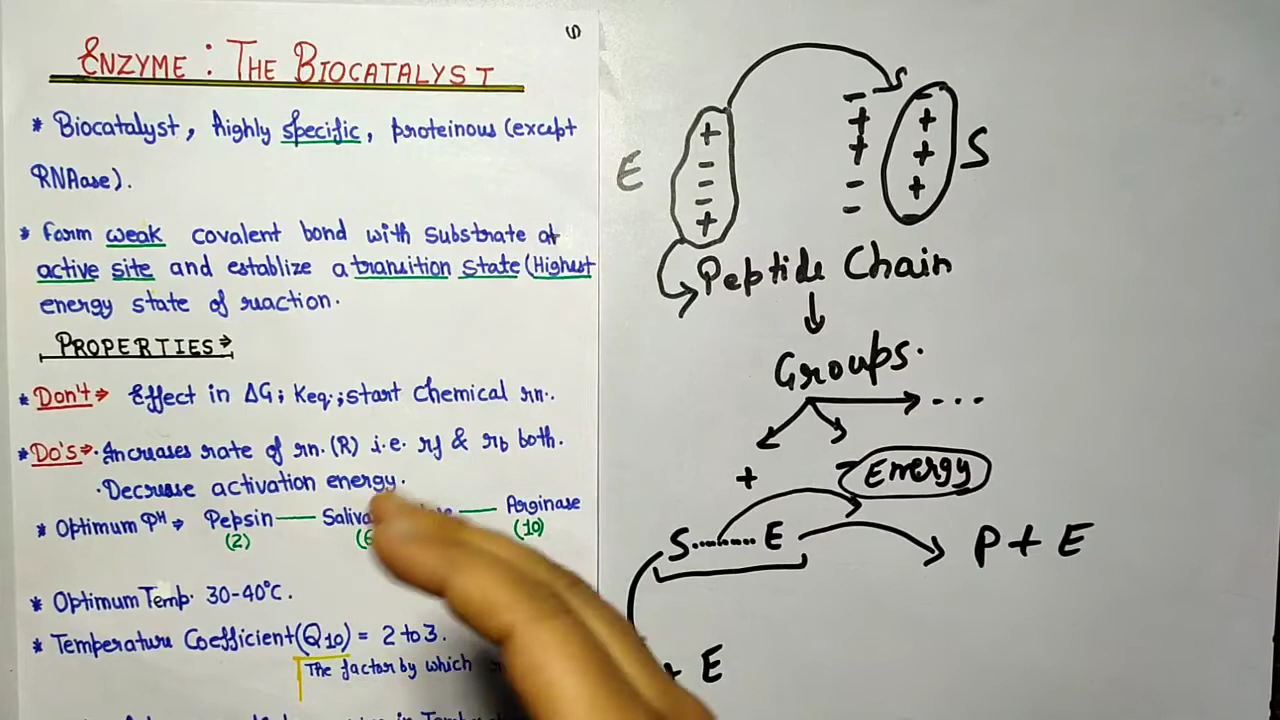 5
ENZYME : THE BIOCATALYST
* Biocatalyst, highly specific, proteinous (except
RNAase).
* Form weak covalent bond with substrate at
active site and establize a transition state (Highest
energy state of reaction.
PROPERTIES→
* Don't → Effect in ΔG; Keq.; start chemical rn..
* Do's → · Increases rate of rn. (R) i.e. rf & rb both.
· Decrease activation energy.
* Optimum pH ⇒ Pepsin — Saliva — Arginase
(2) (6 (10)
* Optimum Temp. 30-40°C.
* Temperature Coefficient (Q10) = 2 to 3.
The factor by which
in
E
+
-
-
+
S
-
+
+
-
-
-
+
+
+
S
Peptide Chain
↓
Groups.
...
+ - Energy
S........E → P + E
+ E